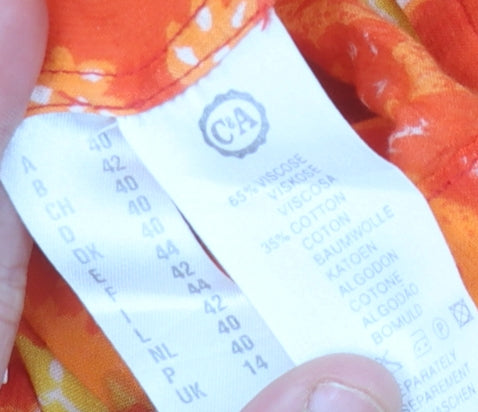 A 40
B 42
CH 40
D 40
DK 40
E 44
F 42
I 44
L 42
NL 40
P 40
UK 14
C&A
65% VISCOSE
VISKOSE
VISCOSA
35% COTTON
COTON
BAUMWOLLE
KATOEN
ALGODON
COTONE
ALGODÃO
BOMULD
P